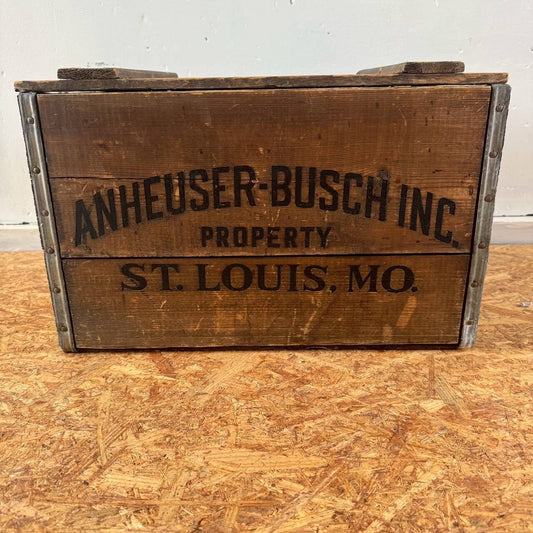 ANHEUSER-BUSCH INC.
PROPERTY
ST. LOUIS, MO.